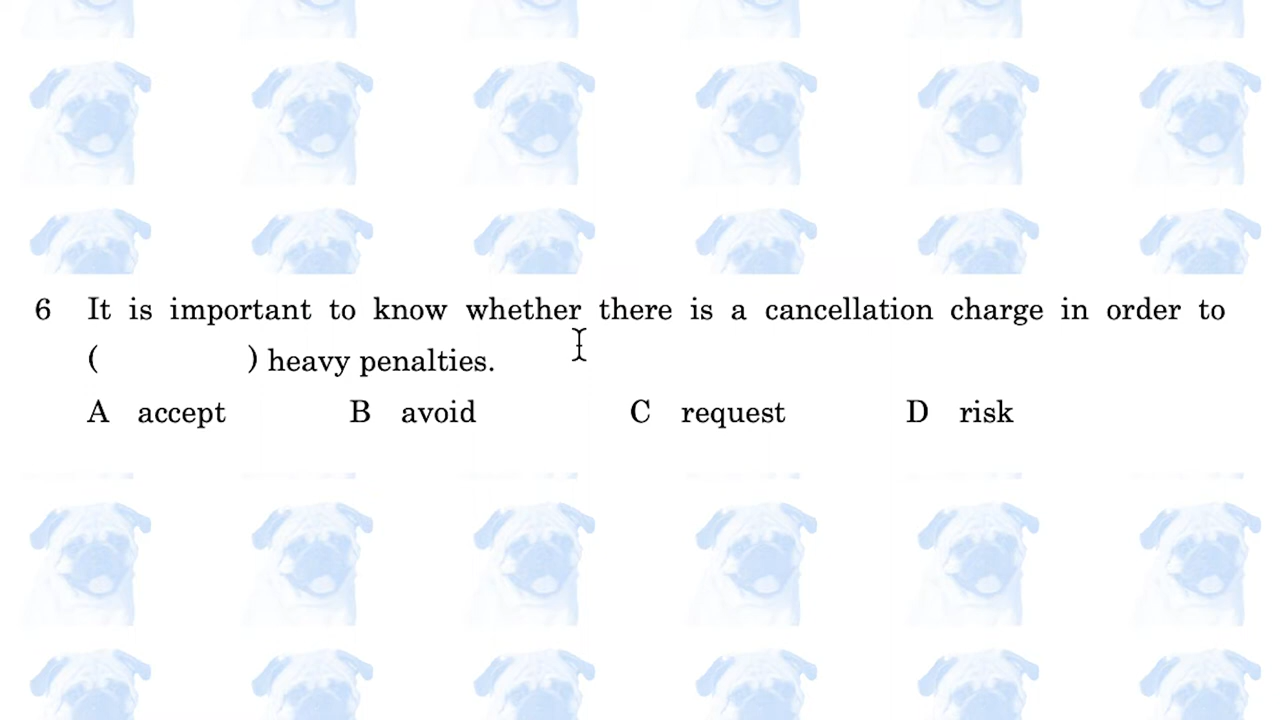 6 It is important to know whether there is a cancellation charge in order to
( ) heavy penalties.
A accept B avoid C request D risk